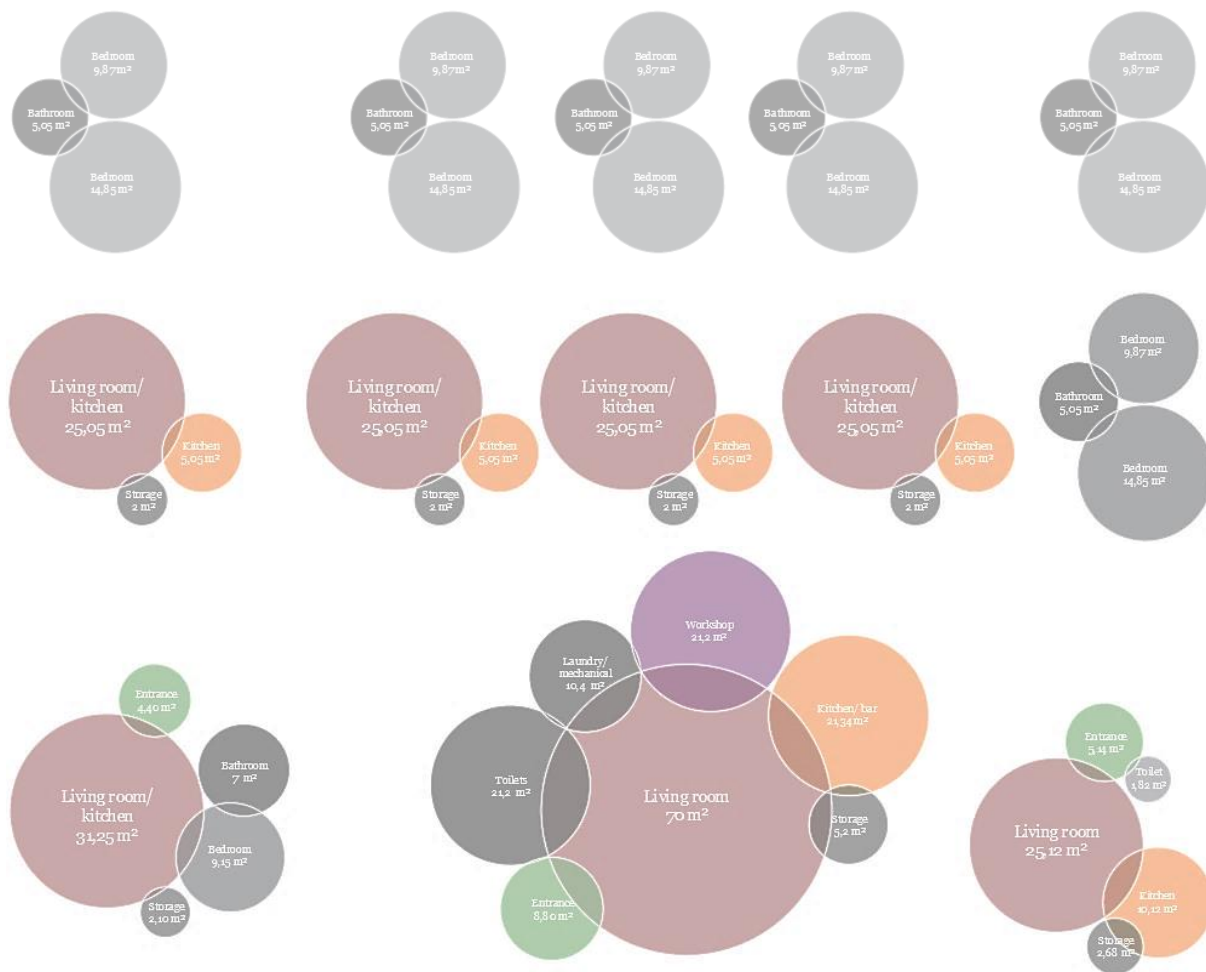 Bedroom
9,87 m²
Bathroom
5,05 m²
Bedroom
14,85 m²
Bedroom
9,87 m²
Bathroom
5,05 m²
Bedroom
14,85 m²
Bedroom
9,87 m²
Bathroom
5,05 m²
Bedroom
14,85 m²
Bedroom
9,87 m²
Bathroom
5,05 m²
Bedroom
14,85 m²
Bedroom
9,87 m²
Bathroom
5,05 m²
Bedroom
14,85 m²
Living room/
kitchen
25,05 m²
Kitchen
5,05 m²
Storage
2 m²
Living room/
kitchen
25,05 m²
Kitchen
5,05 m²
Storage
2 m²
Living room/
kitchen
25,05 m²
Kitchen
5,05 m²
Storage
2 m²
Living room/
kitchen
25,05 m²
Kitchen
5,05 m²
Storage
2 m²
Bedroom
9,87 m²
Bathroom
5,05 m²
Bedroom
14,85 m²
Entrance
4,40 m²
Bathroom
7 m²
Living room/
kitchen
31,25 m²
Bedroom
9,15 m²
Storage
2,10 m²
Workshop
21,2 m²
Laundry/
mechanical
10,4 m²
Kitchen/bar
21,34 m²
Toilets
21,2 m²
Living room
70 m²
Storage
5,2 m²
Entrance
8,80 m²
Entrance
5,14 m²
Toilet
1,82 m²
Living room
25,12 m²
Kitchen
10,12 m²
Storage
2,68 m²